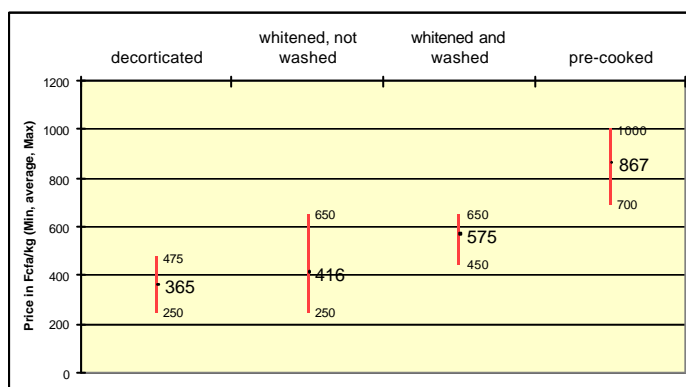 decorticated
whitened, not
washed
whitened and
washed
pre-cooked
Price in Fcfa/kg (Min, average, Max)
1200
1000
800
600
400
200
0
475
365
250
650
416
250
650
575
450
1000
867
700